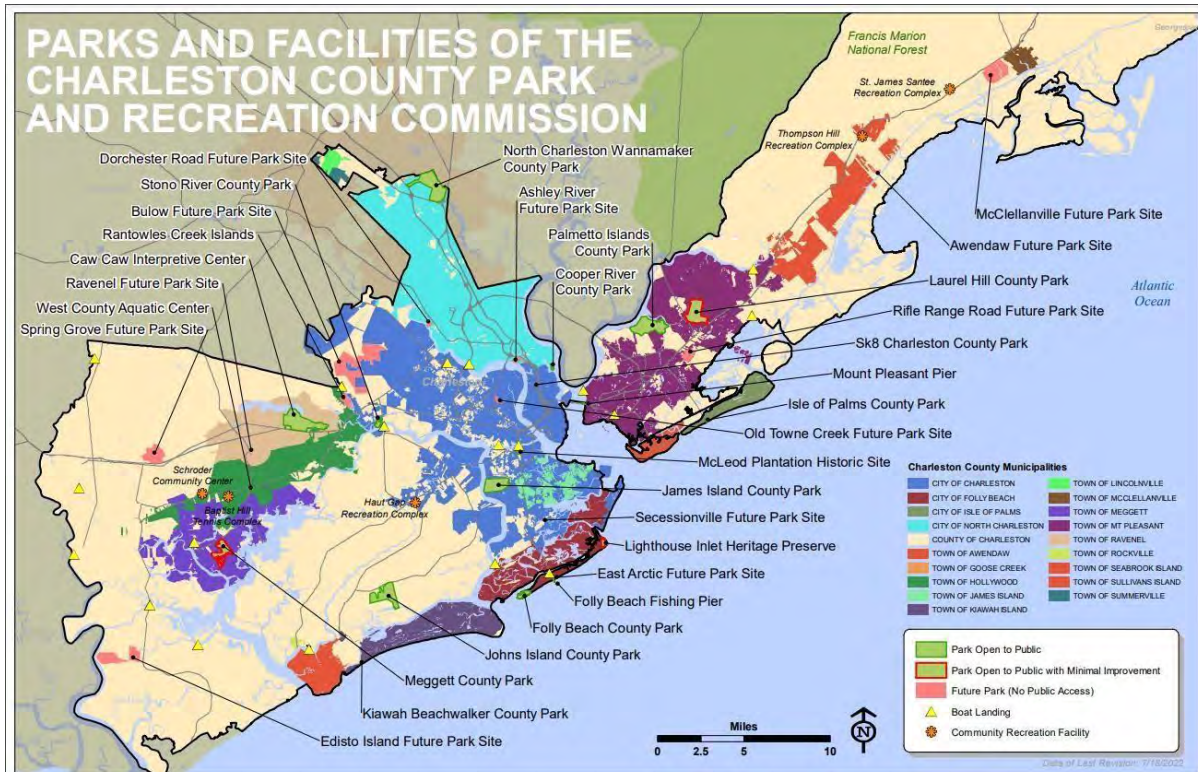 PARKS AND FACILITIES OF THE
CHARLESTON COUNTY PARK
AND RECREATION COMMISSION
Francis Marion
National Forest
St. James Santee
Recreation Complex
Thompson Hill
Recreation Complex
Dorchester Road Future Park Site
Stono River County Park
Bulow Future Park Site
Rantowles Creek Islands
Caw Caw Interpretive Center
Ravenel Future Park Site
West County Aquatic Center
Spring Grove Future Park Site
North Charleston Wannamaker
County Park
Ashley River
Future Park Site
Palmetto Islands
County Park
Cooper River
County Park
McClellanville Future Park Site
Awendaw Future Park Site
Laurel Hill County Park
Atlantic
Ocean
Rifle Range Road Future Park Site
Sk8 Charleston County Park
Mount Pleasant Pier
Isle of Palms County Park
Old Towne Creek Future Park Site
McLeod Plantation Historic Site
James Island County Park
Secessionville Future Park Site
Lighthouse Inlet Heritage Preserve
East Arctic Future Park Site
Folly Beach Fishing Pier
Folly Beach County Park
Johns Island County Park
Meggett County Park
Kiawah Beachwalker County Park
Edisto Island Future Park Site
Charleston
Schroder
Community Center
Baptist Hill
Tennis Complex
Haut Gap
Recreation Complex
Charleston County Municipalities
CITY OF CHARLESTON
CITY OF FOLLY BEACH
CITY OF ISLE OF PALMS
CITY OF NORTH CHARLESTON
COUNTY OF CHARLESTON
TOWN OF AWENDAW
TOWN OF GOOSE CREEK
TOWN OF HOLLYWOOD
TOWN OF JAMES ISLAND
TOWN OF KIAWAH ISLAND
TOWN OF LINCOLNVILLE
TOWN OF MCCLELLANVILLE
TOWN OF MEGGETT
TOWN OF MT PLEASANT
TOWN OF RAVENEL
TOWN OF ROCKVILLE
TOWN OF SEABROOK ISLAND
TOWN OF SULLIVANS ISLAND
TOWN OF SUMMERVILLE
Park Open to Public
Park Open to Public with Minimal Improvement
Future Park (No Public Access)
Boat Landing
Community Recreation Facility
Miles
0 2.5 5 10
N
Date of Last Revision: 1/18/2022